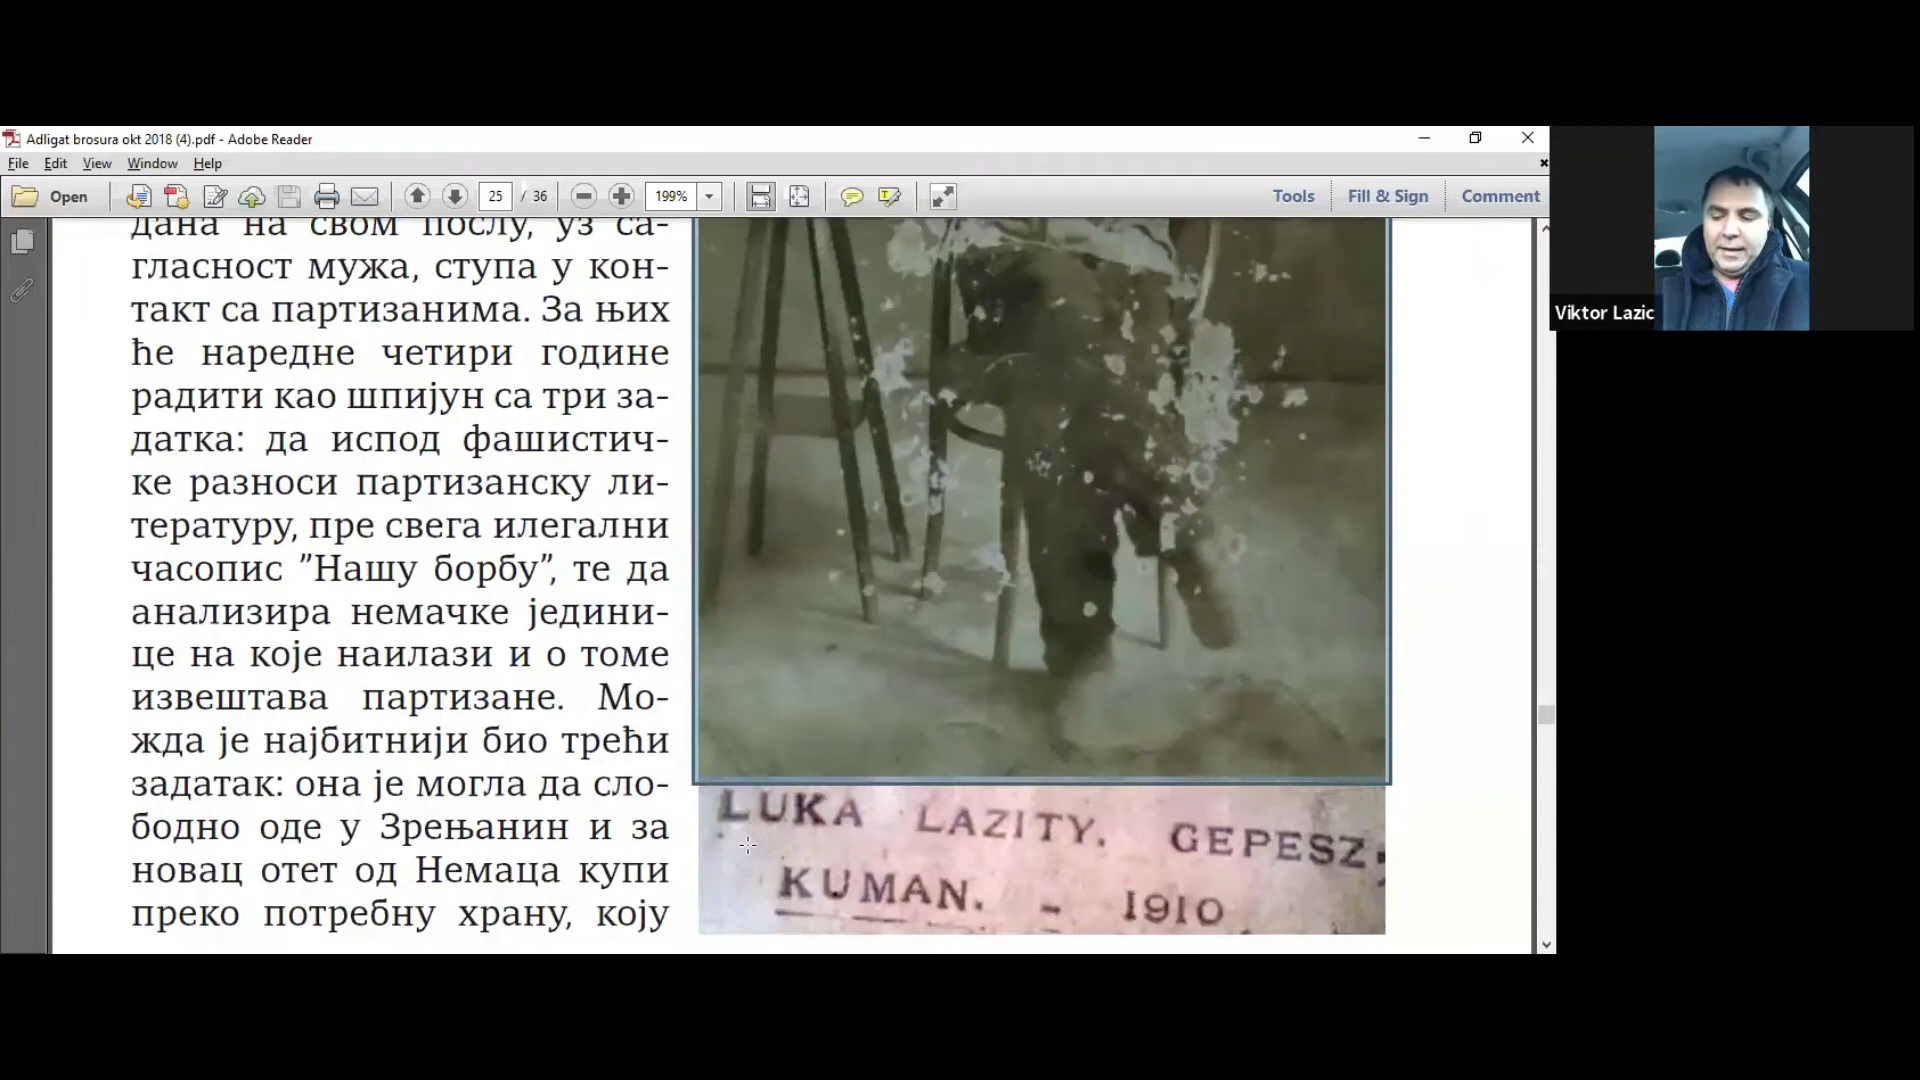 Adligat brosura okt 2018 (4).pdf - Adobe Reader
File Edit View Window Help
Open 25 / 36 199% Tools Fill & Sign Comment
дана на свом послу, уз са-
гласност мужа, ступа у кон-
такт са партизанима. За њих
ће наредне четири године
радити као шпијун са три за-
датка: да испод фашистич-
ке разноси партизанску ли-
тературу, пре свега илегални
часопис ”Нашу борбу”, те да
анализира немачке једини-
це на које наилази и о томе
извештава партизане. Мо-
жда је најбитнији био трећи
задатак: она је могла да сло-
бодно оде у Зрењанин и за
новац отет од Немаца купи
преко потребну храну, коју
LUKA LAZITY. GEPESZ
KUMAN. - 1910
Viktor Lazic